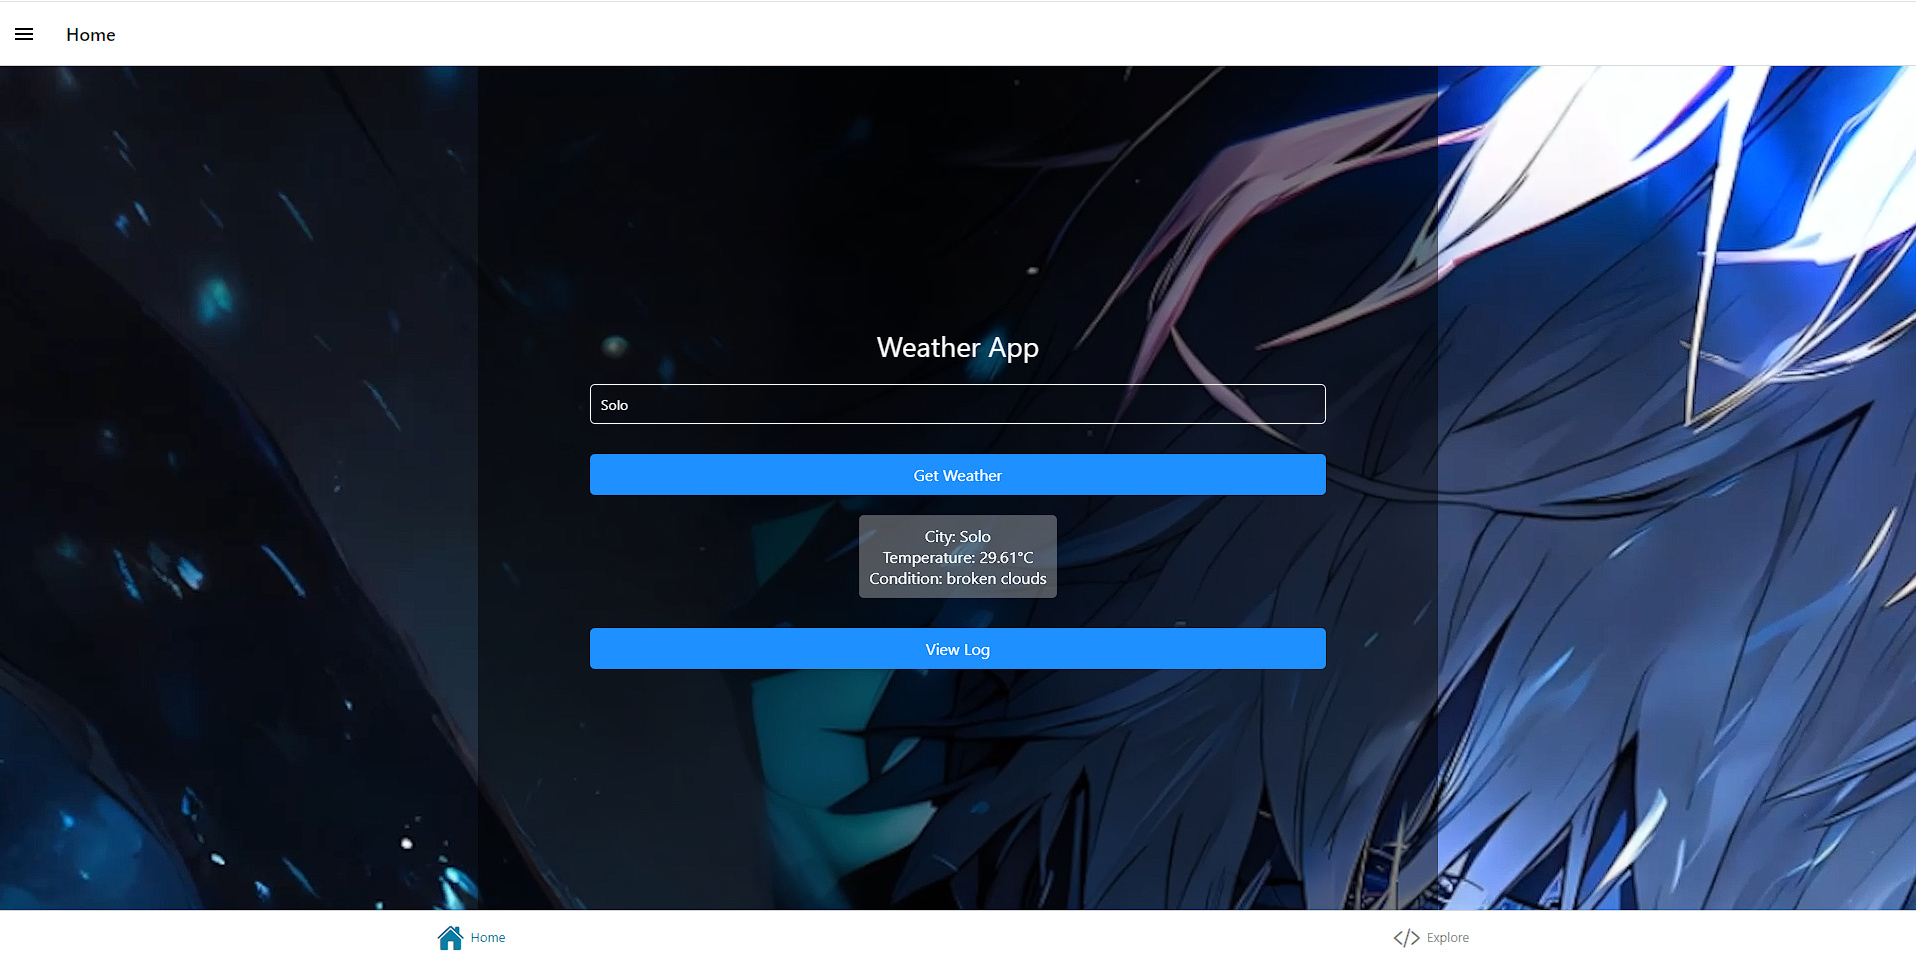 Home
Weather App
Solo
Get Weather
City: Solo
Temperature: 29.61°C
Condition: broken clouds
View Log
Home
Explore